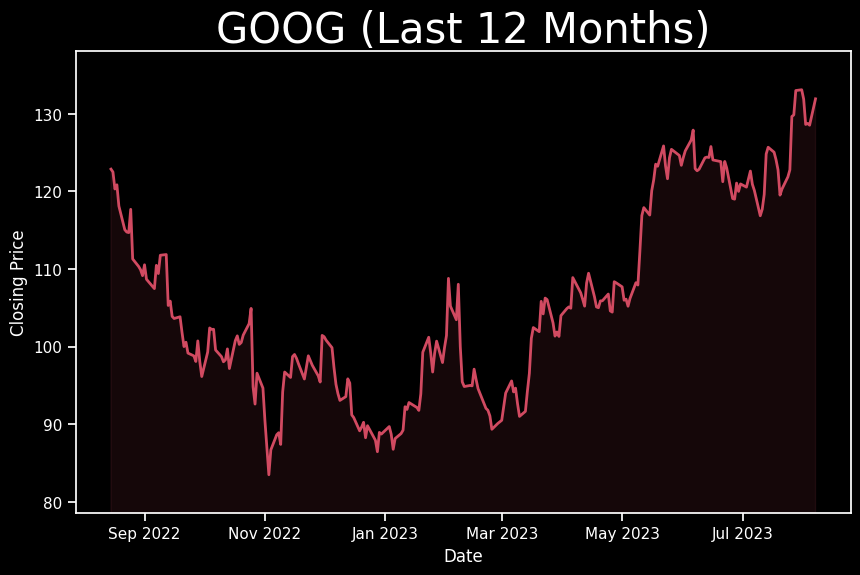 GOOG (Last 12 Months)
Closing Price
130
120
110
100
90
80
Sep 2022 Nov 2022 Jan 2023 Mar 2023 May 2023 Jul 2023
Date